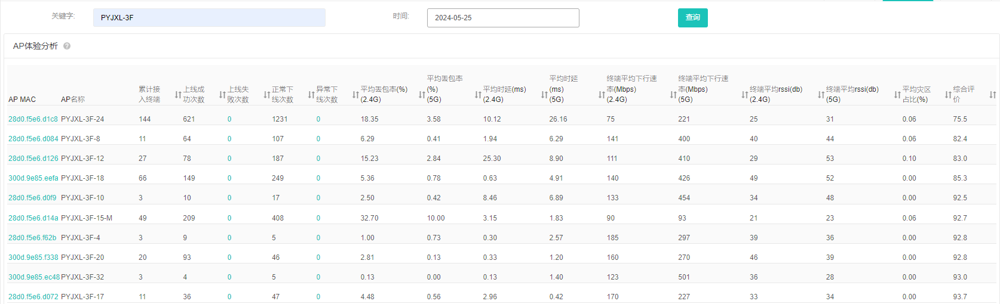 关键字: PYJXL-3F 时间: 2024-05-25 查询
AP体验分析 ?
AP MAC AP名称 累计接入终端 上线成功次数 上线失败次数 正常下线次数 异常下线次数 平均丢包率(%)(2.4G) 平均丢包率(%)(5G) 平均时延(ms)(2.4G) 平均时延(ms)(5G) 终端平均下行速率(Mbps)(2.4G) 终端平均下行速率(Mbps)(5G) 终端平均rssi(db)(2.4G) 终端平均rssi(db)(5G) 平均灾区占比(%) 综合评价
28d0.f5e6.d1c8 PYJXL-3F-24 144 621 0 1231 0 18.35 3.58 10.12 26.16 75 221 25 31 0.06 75.5
28d0.f5e6.d084 PYJXL-3F-8 11 64 0 107 0 6.29 0.41 1.94 6.29 141 400 40 44 0.06 82.4
28d0.f5e6.d126 PYJXL-3F-12 27 78 0 187 0 15.23 2.84 25.30 8.90 111 410 29 53 0.10 83.0
300d.9e85.eefa PYJXL-3F-18 66 149 0 249 0 5.36 0.78 0.63 4.91 140 426 49 52 0.00 85.3
28d0.f5e6.d0f9 PYJXL-3F-10 3 10 0 17 0 2.50 0.42 8.46 6.89 133 454 34 48 0.00 92.5
28d0.f5e6.d14a PYJXL-3F-15-M 49 209 0 408 0 32.70 10.00 3.15 1.83 90 93 21 23 0.06 92.7
28d0.f5e6.f62b PYJXL-3F-4 3 9 0 5 0 1.00 0.73 0.30 2.57 185 297 39 36 0.00 92.8
300d.9e85.f338 PYJXL-3F-20 20 93 0 46 0 2.81 0.13 0.33 1.20 160 270 46 39 0.00 92.8
300d.9e85.ec48 PYJXL-3F-32 3 4 0 5 0 0.13 0.00 0.13 1.40 123 501 36 28 0.00 93.0
28d0.f5e6.d072 PYJXL-3F-17 11 36 0 47 0 4.48 0.56 2.96 0.42 170 227 33 34 0.00 93.7